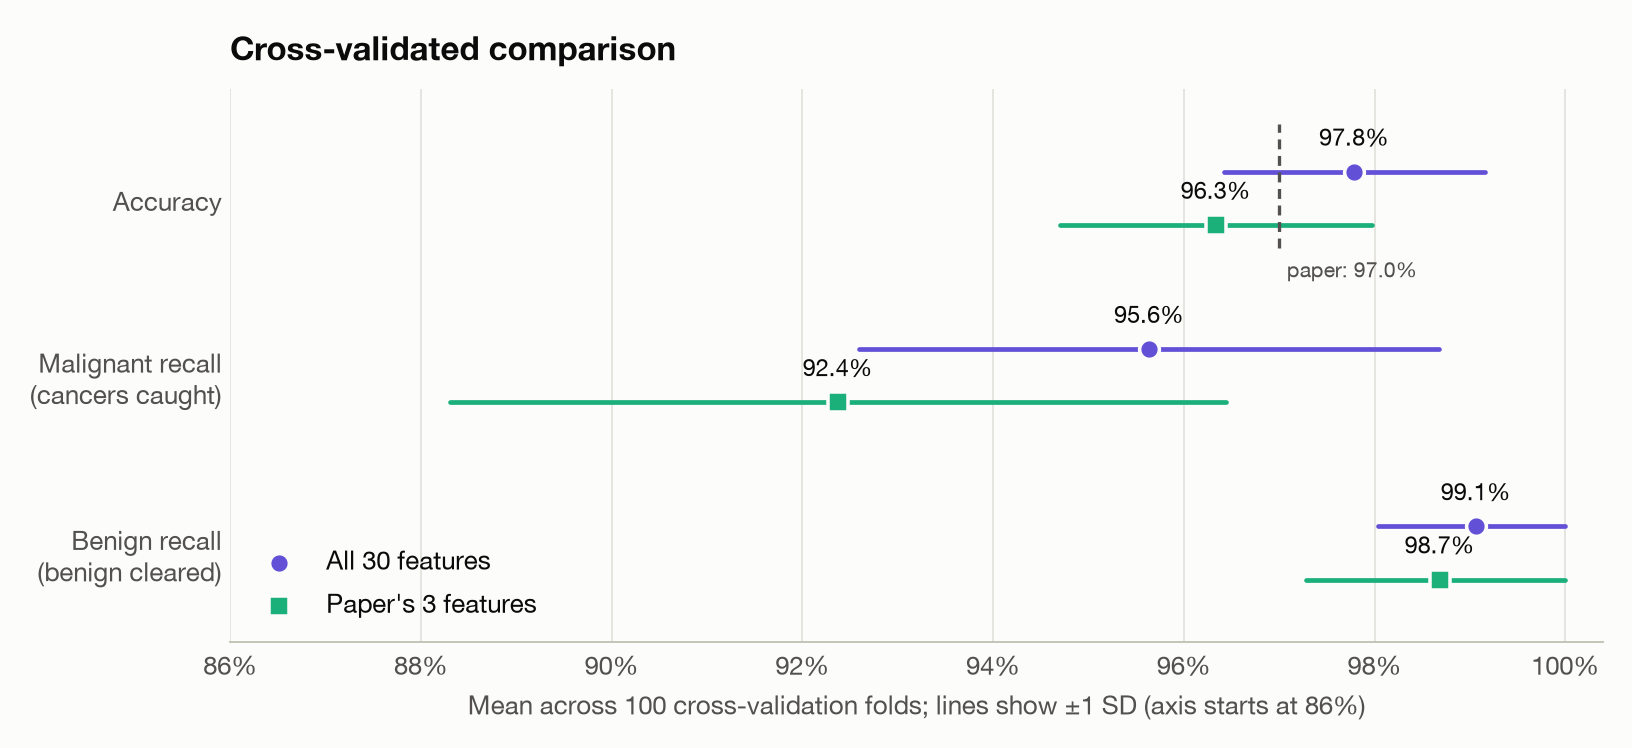 Cross-validated comparison
97.8%
96.3%
Accuracy
paper: 97.0%
95.6%
Malignant recall
(cancers caught)
92.4%
99.1%
Benign recall
(benign cleared)
98.7%
All 30 features
Paper's 3 features
86% 88% 90% 92% 94% 96% 98% 100%
Mean across 100 cross-validation folds; lines show ±1 SD (axis starts at 86%)